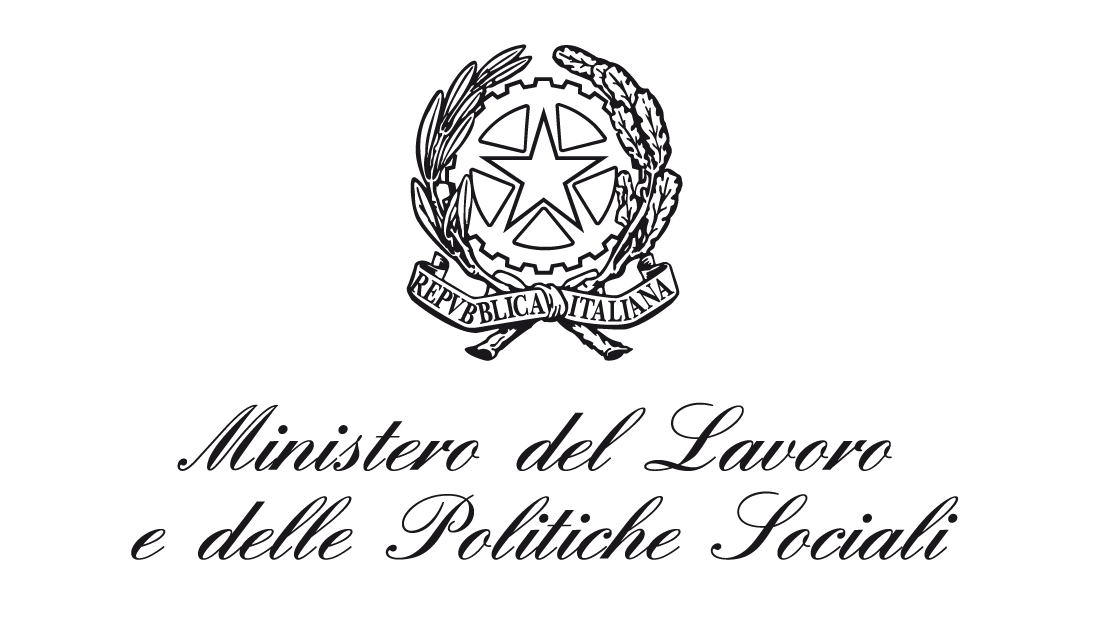 REPVBBLICA ITALIANA
Ministero del Lavoro
e delle Politiche Sociali